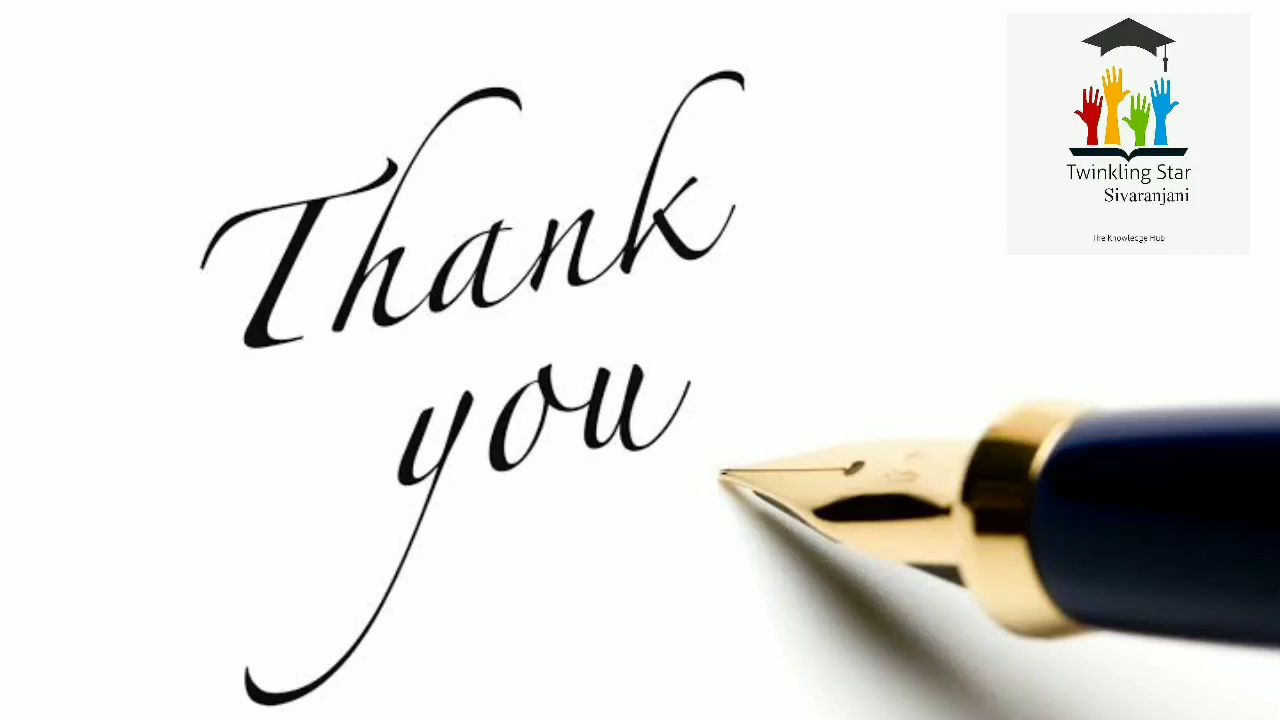 Thank
you
Twinkling Star
Sivaranjani
The Knowledge Hub